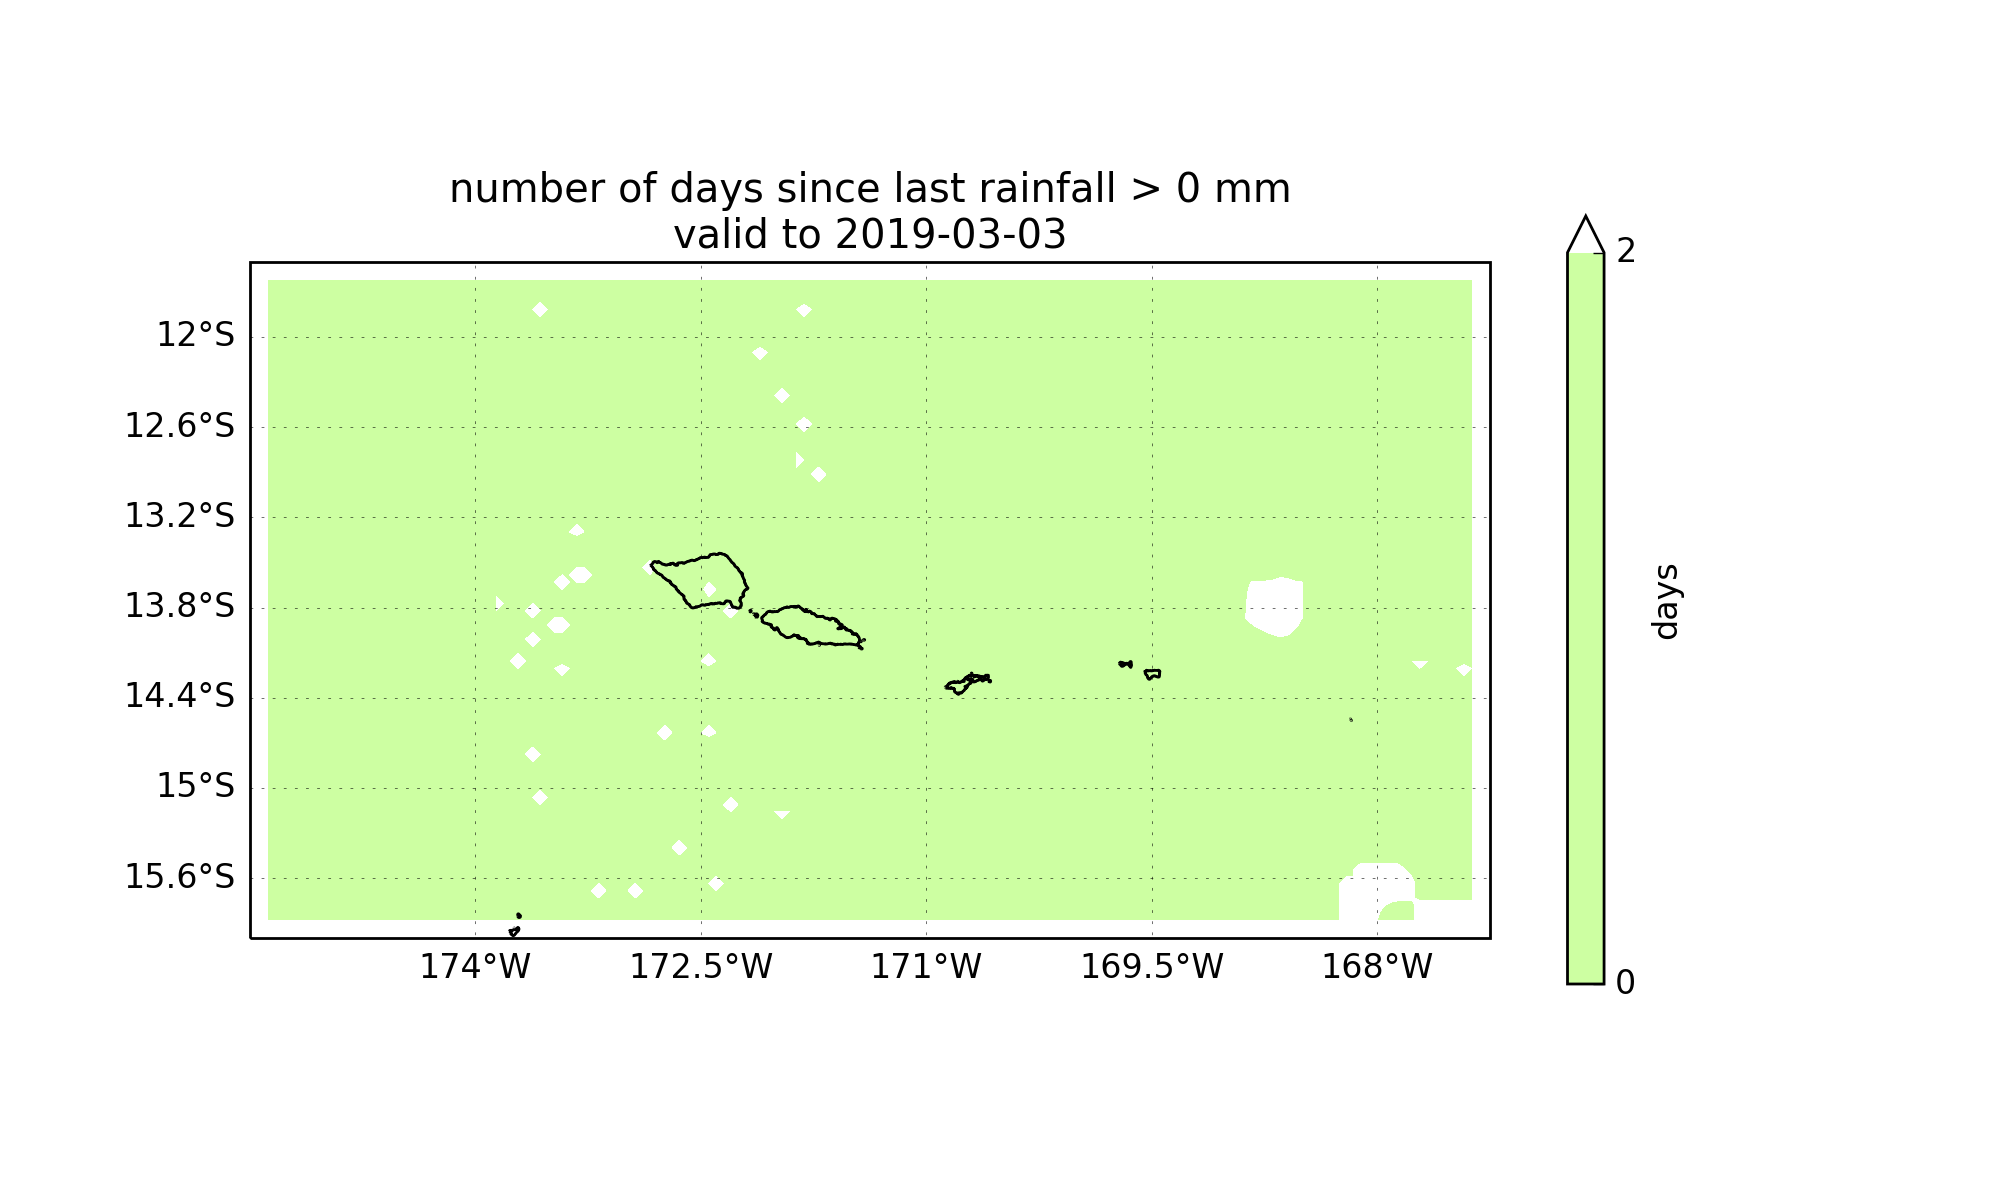 number of days since last rainfall > 0 mm
valid to 2019-03-03
2
12°S
12.6°S
13.2°S
13.8°S
days
14.4°S
15°S
15.6°S
174°W 172.5°W 171°W 169.5°W 168°W
0